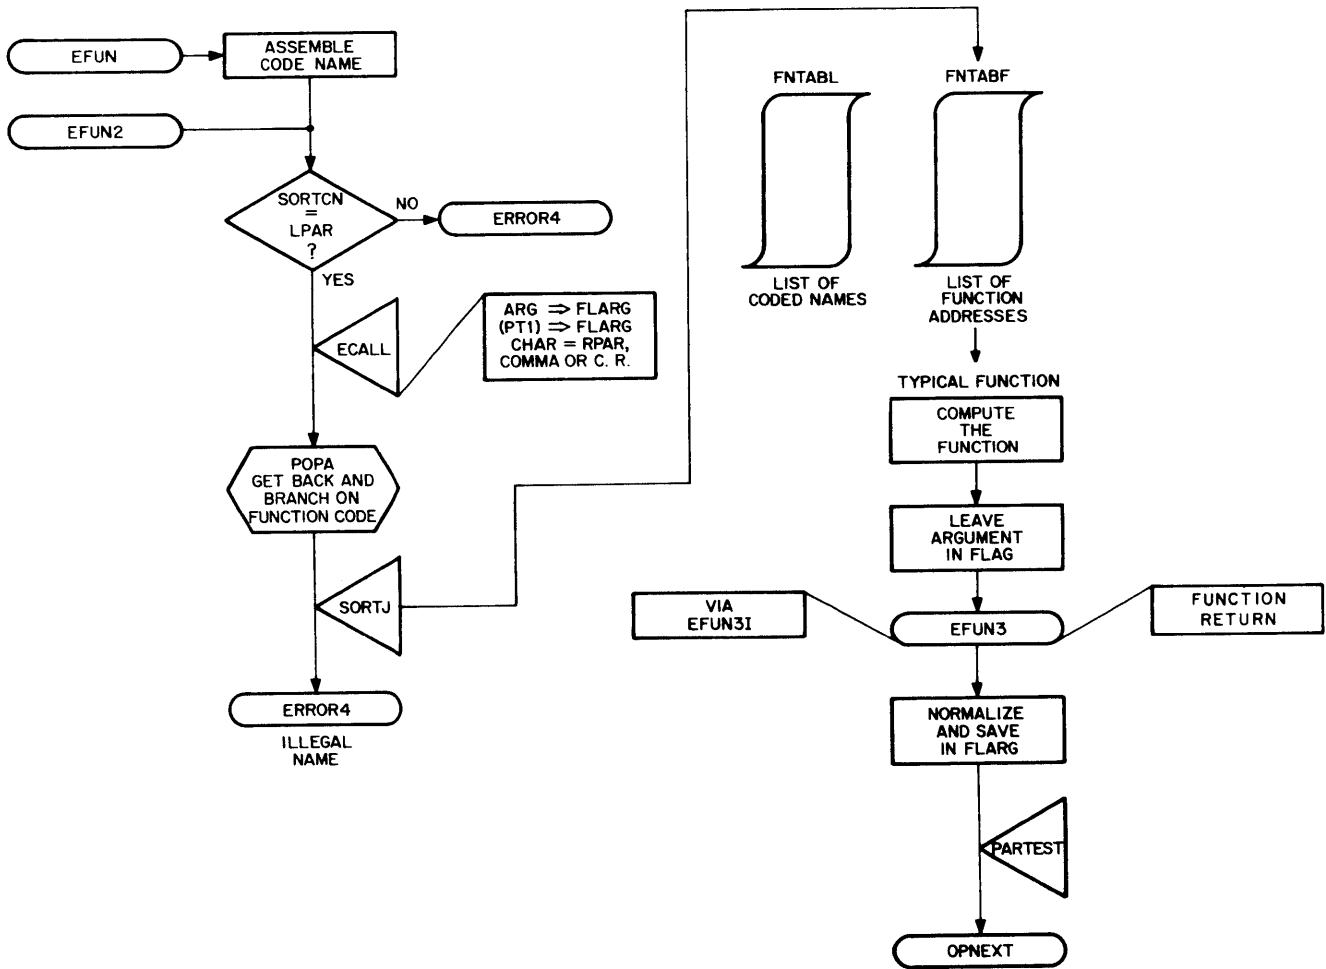 EFUN
ASSEMBLE
CODE NAME
EFUN2
SORTCN
=
LPAR
?
NO
ERROR4
YES
ECALL
ARG ⇒ FLARG
(PT1) ⇒ FLARG
CHAR = RPAR,
COMMA OR C. R.
POPA
GET BACK AND
BRANCH ON
FUNCTION CODE
SORTJ
ERROR4
ILLEGAL
NAME
FNTABL
LIST OF
CODED NAMES
FNTABF
LIST OF
FUNCTION
ADDRESSES
TYPICAL FUNCTION
COMPUTE
THE
FUNCTION
LEAVE
ARGUMENT
IN FLAG
VIA
EFUN3I
EFUN3
FUNCTION
RETURN
NORMALIZE
AND SAVE
IN FLARG
PARTEST
OPNEXT